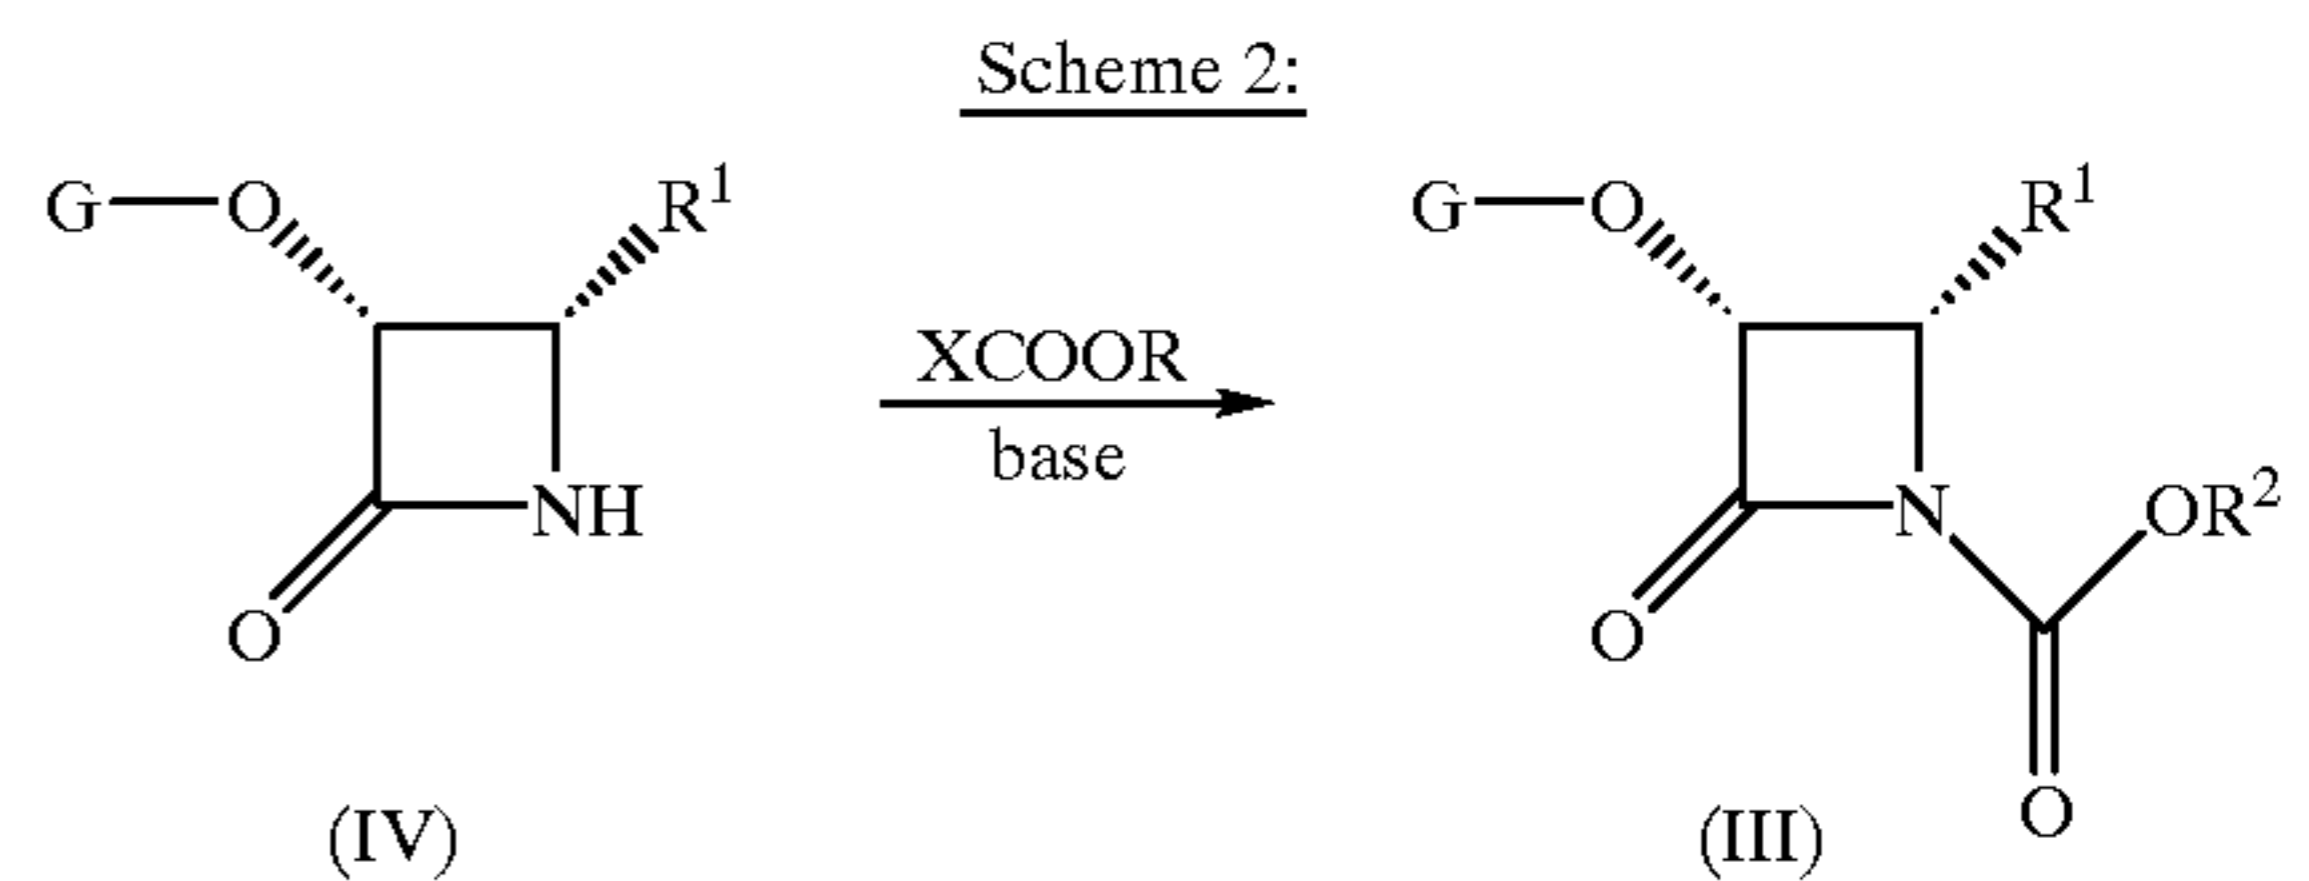 Scheme 2:
G—O R¹ G—O R¹
XCOOR
base
NH N OR²
O O
O
(IV) (III)